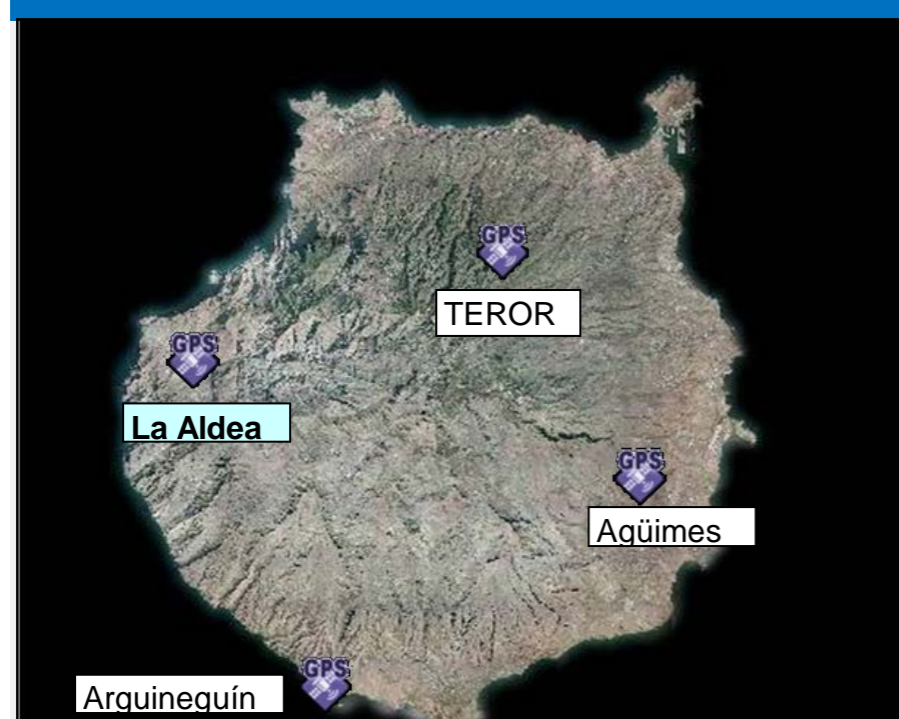 GPS
TEROR
GPS
La Aldea
GPS
Agüimes
GPS
Arguineguín